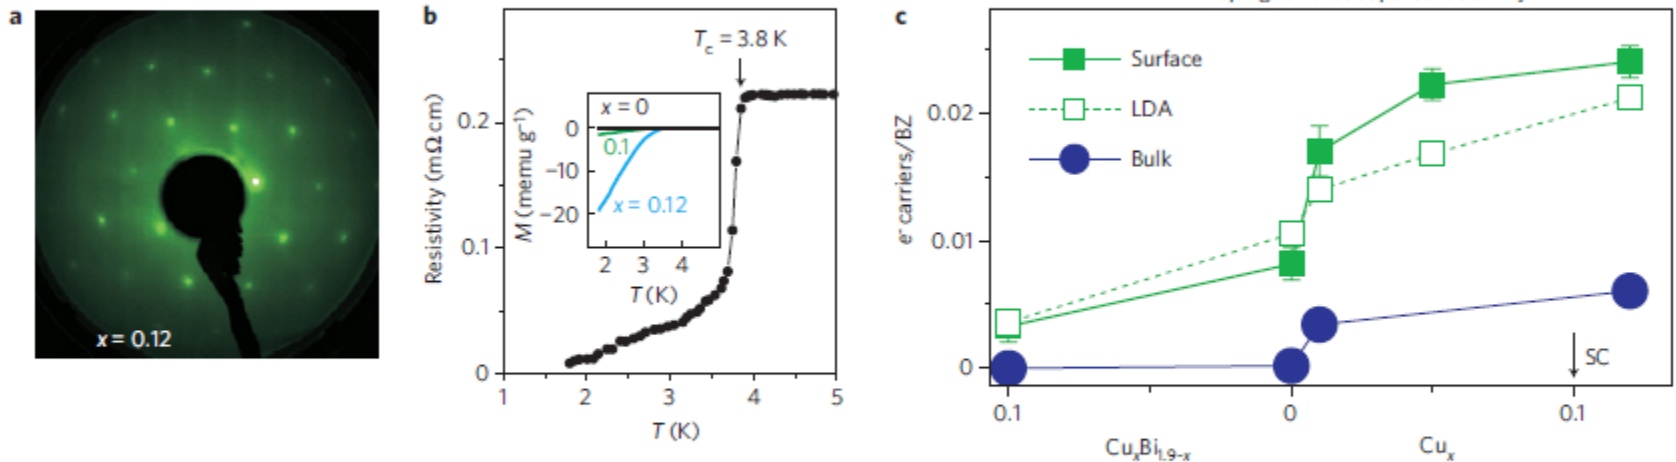 a
x = 0.12
b
Resistivity (mΩ cm)
0.2
0.1
0
1
2
3
4
5
T (K)
T_c = 3.8 K
M (memu g⁻¹)
0
−10
−20
2
3
4
T (K)
x = 0
0.1
x = 0.12
c
Surface
LDA
Bulk
e⁻ carriers/BZ
0.02
0.01
0
SC
0.1
0
0.1
Cu_xBi_{1.9−x}
Cu_x